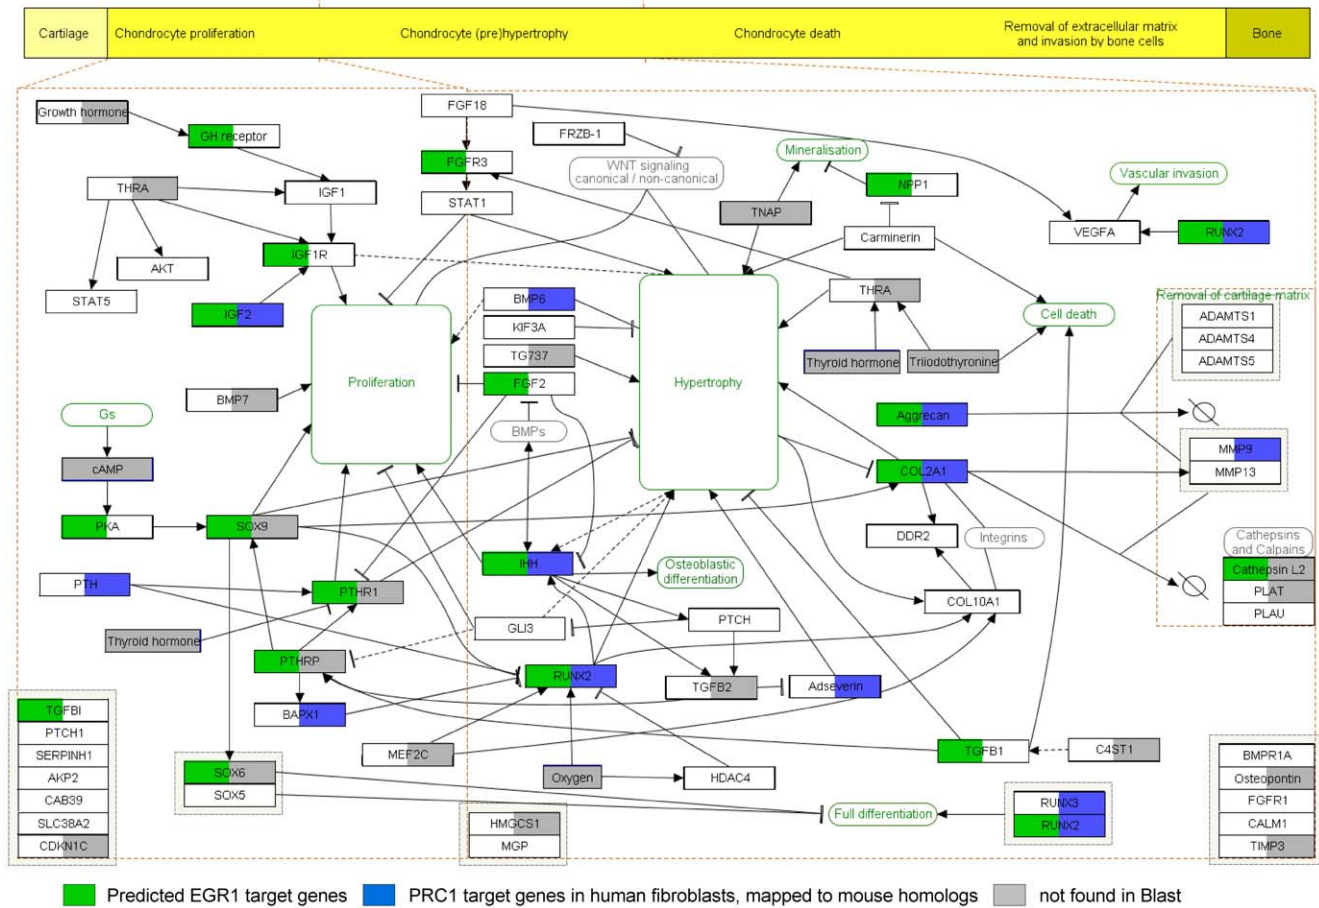 Cartilage
Chondrocyte proliferation
Chondrocyte (pre)hypertrophy
Chondrocyte death
Removal of extracellular matrix
and invasion by bone cells
Bone
Growth hormone
GH receptor
THRA
IGF1
IGF1R
AKT
STAT5
IGF2
FGF18
FGFR3
STAT1
FRZB-1
WNT signaling
canonical / non-canonical
Mineralisation
NPP1
TNAP
Carminerin
Vascular invasion
VEGFA
RUNX2
THRA
Thyroid hormone
Triiodothyronine
Cell death
Removal of cartilage matrix
ADAMTS1
ADAMTS4
ADAMTS5
BMP6
KIF3A
TG737
FGF2
BMPs
Proliferation
Hypertrophy
BMP7
Gs
cAMP
PKA
SOX9
Aggrecan
COL2A1
MMP9
MMP13
DDR2
Integrins
Cathepsins
and Calpains
Cathepsin L2
PLAT
PLAU
PTH
PTHR1
Thyroid hormone
PTHRP
BAPX1
IHH
Osteoblastic
differentiation
GLI3
PTCH
COL10A1
RUNX2
TGFB2
Adseverin
TGFBI
PTCH1
SERPINH1
AKP2
CAB39
SLC38A2
CDKN1C
SOX6
SOX5
MEF2C
Oxygen
HDAC4
TGFB1
C4ST1
HMGCS1
MGP
Full differentiation
RUNX3
RUNX2
BMPR1A
Osteopontin
FGFR1
CALM1
TIMP3
Predicted EGR1 target genes
PRC1 target genes in human fibroblasts, mapped to mouse homologs
not found in Blast